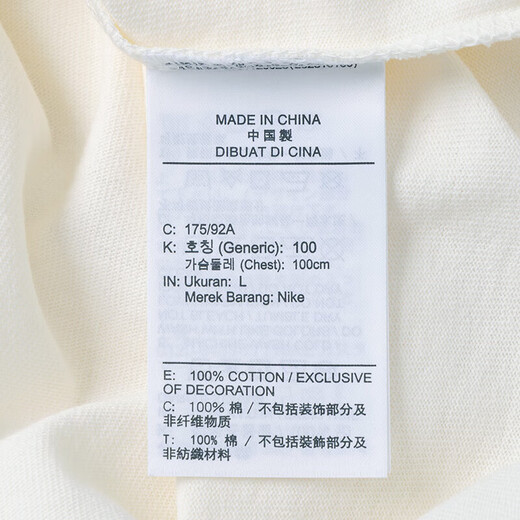 MADE IN CHINA
中国製
DIBUAT DI CINA
C: 175/92A
K: 호칭 (Generic): 100
가슴둘레 (Chest): 100cm
IN: Ukuran: L
Merek Barang: Nike
E: 100% COTTON / EXCLUSIVE
OF DECORATION
C: 100% 棉 / 不包括装饰部分及
非纤维物质
T: 100% 棉 / 不包括裝飾部分及
非紡織材料